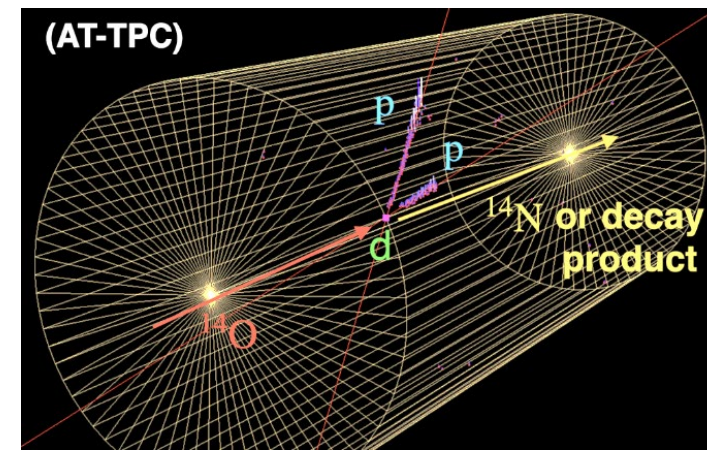 (AT-TPC)
p
p
¹⁴N or decay
product
d
¹⁴O